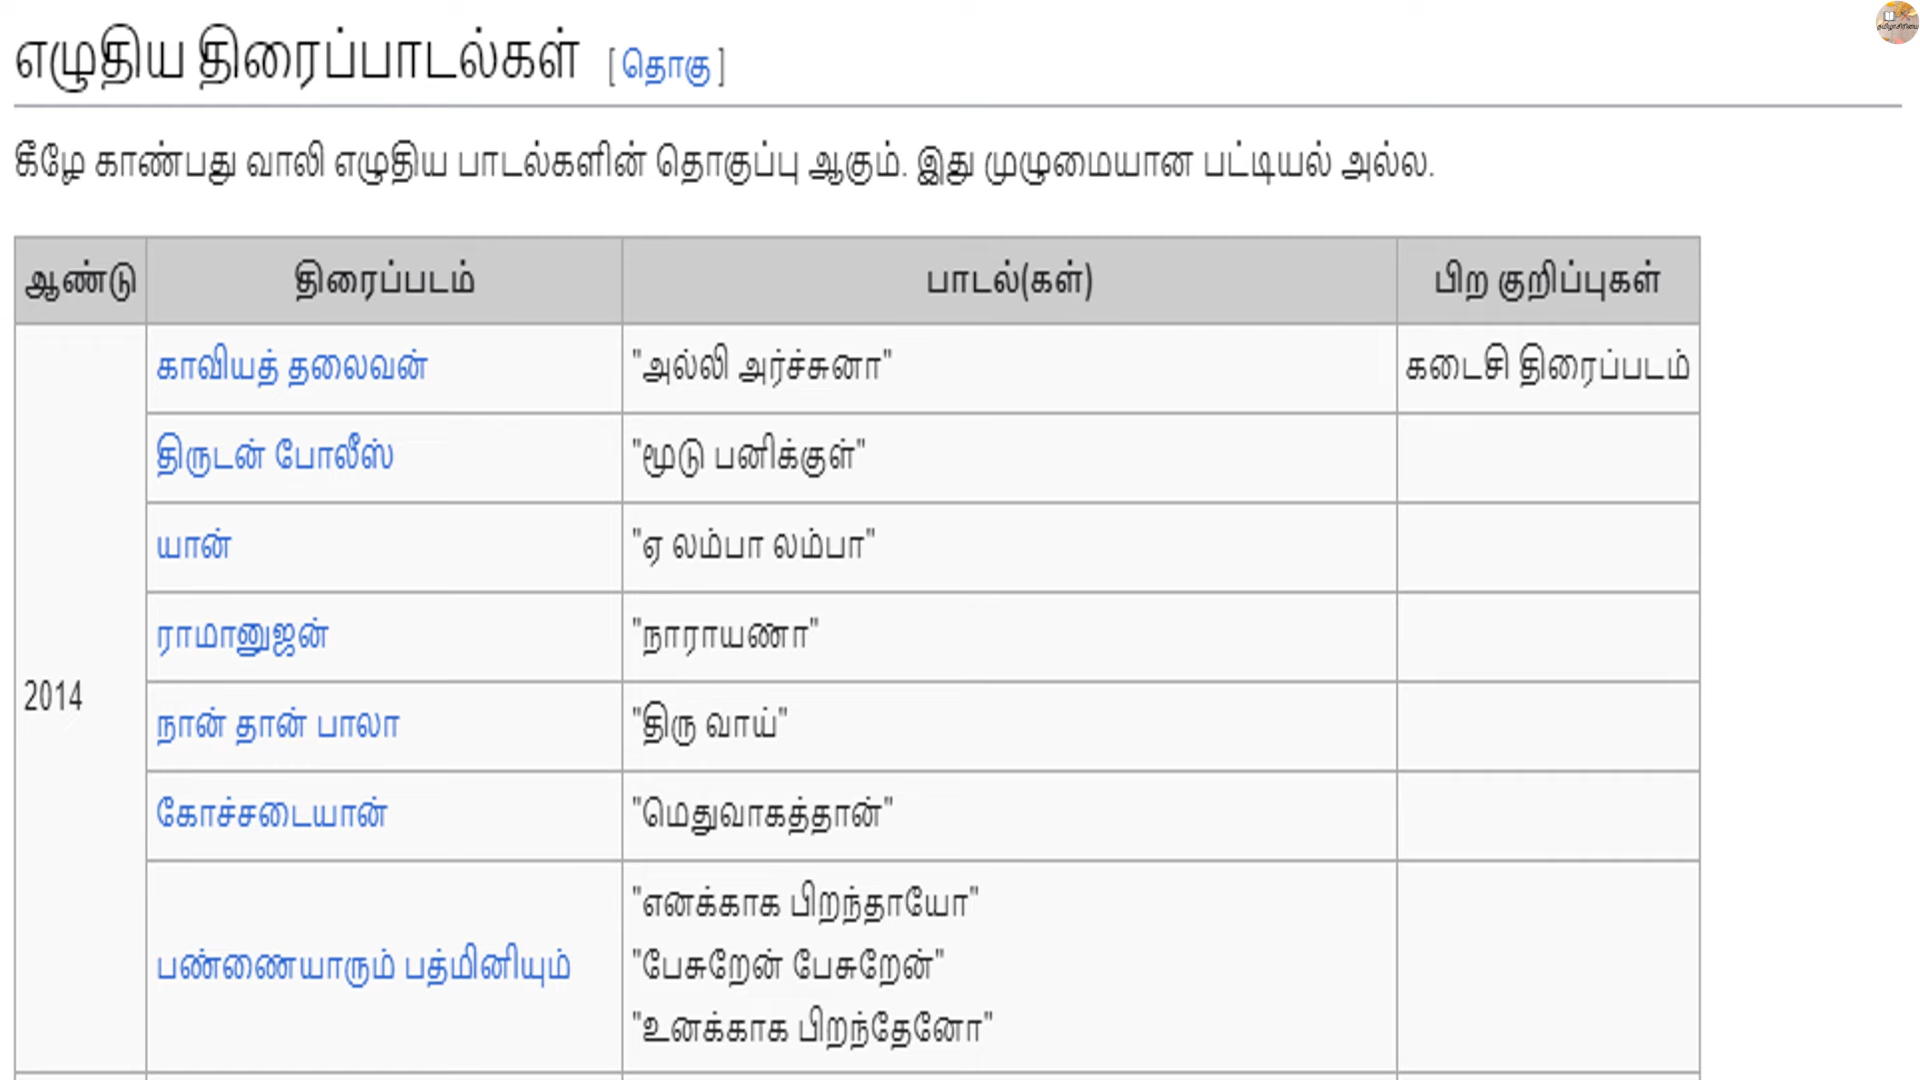 எழுதிய திரைப்பாடல்கள் [தொகு]
கீழே காண்பது வாலி எழுதிய பாடல்களின் தொகுப்பு ஆகும். இது முழுமையான பட்டியல் அல்ல.
ஆண்டு திரைப்படம் பாடல்(கள்) பிற குறிப்புகள்
காவியத் தலைவன் "அல்லி அர்ச்சுனா" கடைசி திரைப்படம்
திருடன் போலீஸ் "மூடு பனிக்குள்"
யான் "ஏ லம்பா லம்பா"
ராமானுஜன் "நாராயணா"
2014
நான் தான் பாலா "திரு வாய்"
கோச்சடையான் "மெதுவாகத்தான்"
"எனக்காக பிறந்தாயோ"
பண்ணையாரும் பத்மினியும் "பேசுறேன் பேசுறேன்"
"உனக்காக பிறந்தேனோ"